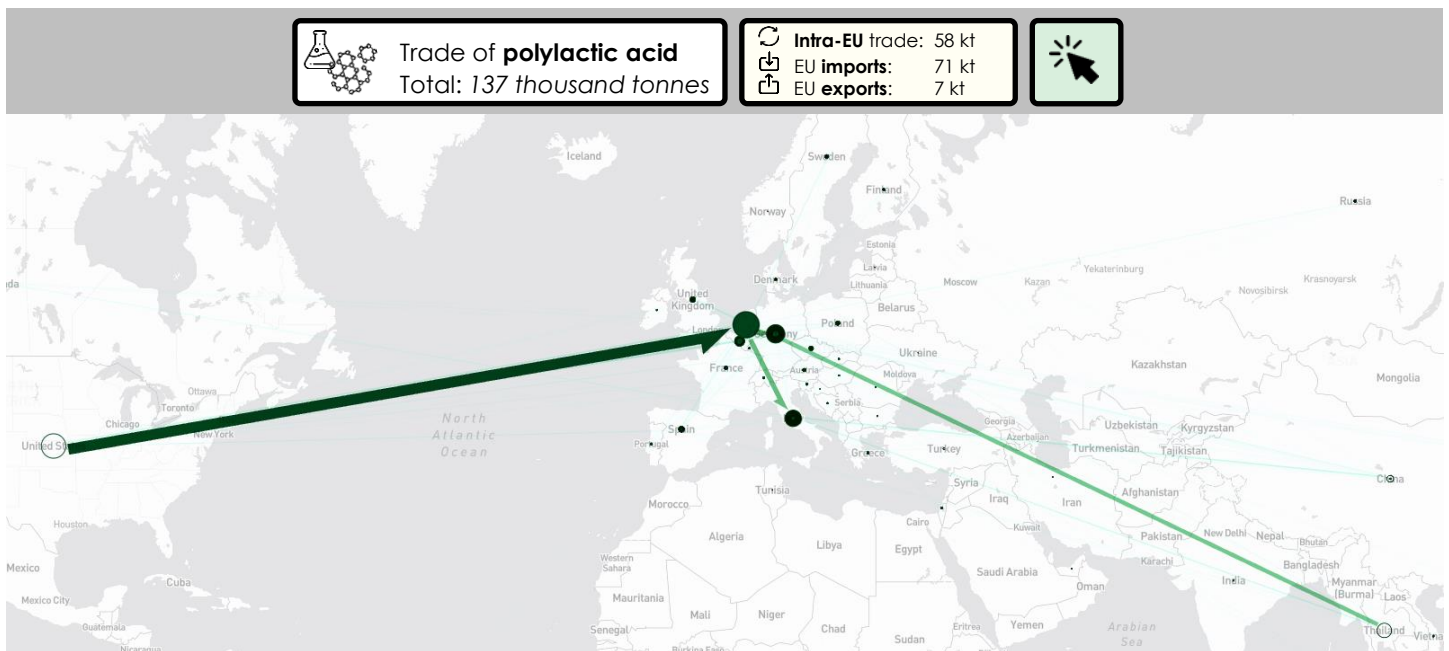 Trade of polylactic acid
Total: 137 thousand tonnes
Intra-EU trade: 58 kt
EU imports: 71 kt
EU exports: 7 kt
Iceland
Sweden
Finland
Norway
Russia
Estonia
Latvia
Lithuania
Denmark
Moscow
Kazan
Yekaterinburg
Novosibirsk
Krasnoyarsk
United
Kingdom
Belarus
Poland
Ukraine
Kazakhstan
Mongolia
France
Austria
Moldova
Serbia
Ottawa
Toronto
Chicago
New York
North
Atlantic
Ocean
Portugal
Spain
Georgia
Azerbaijan
Uzbekistan
Kyrgyzstan
Turkmenistan
Tajikistan
Greece
Turkey
China
Syria
Iraq
Iran
Afghanistan
Tunisia
Morocco
Houston
Algeria
Libya
Cairo
Egypt
Kuwait
Pakistan
New Delhi
Nepal
Bhutan
Karachi
Bangladesh
Western
Sahara
Saudi Arabia
Oman
India
Myanmar
(Burma)
Laos
Mexico
Cuba
Mexico City
Mauritania
Mali
Niger
Chad
Sudan
Eritrea
Yemen
Arabian
Sea
Thailand
Guatemala
Nicaragua
Senegal
Burkina Faso